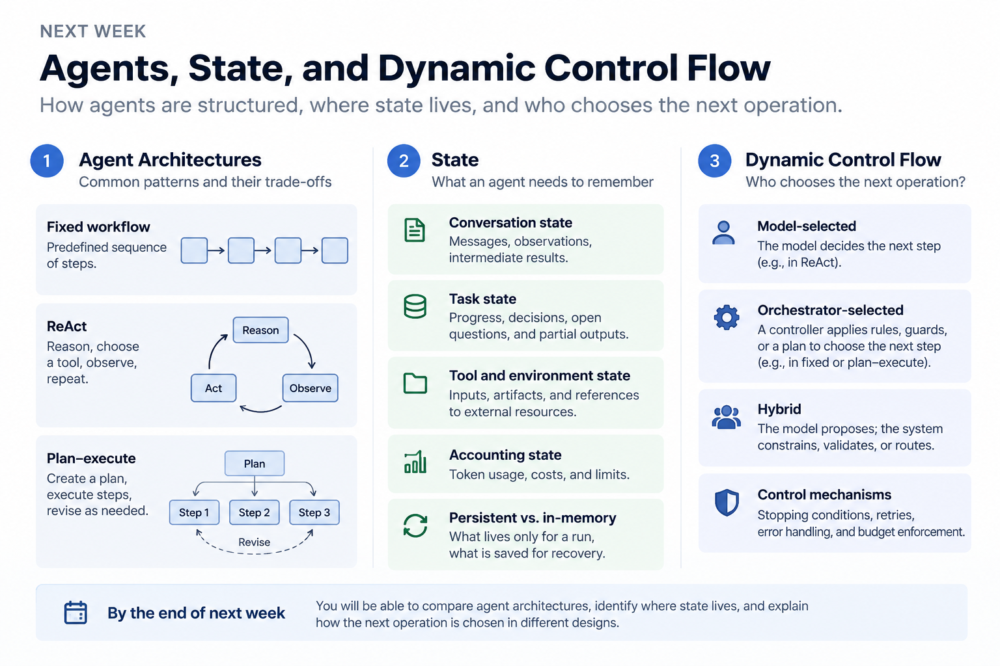 NEXT WEEK
Agents, State, and Dynamic Control Flow
How agents are structured, where state lives, and who chooses the next operation.
1
Agent Architectures
Common patterns and their trade-offs
Fixed workflow
Predefined sequence
of steps.
ReAct
Reason, choose
a tool, observe,
repeat.
Reason
Act
Observe
Plan–execute
Create a plan,
execute steps,
revise as needed.
Plan
Step 1
Step 2
Step 3
Revise
2
State
What an agent needs to remember
Conversation state
Messages, observations,
intermediate results.
Task state
Progress, decisions, open
questions, and partial outputs.
Tool and environment state
Inputs, artifacts, and references
to external resources.
Accounting state
Token usage, costs, and limits.
Persistent vs. in-memory
What lives only for a run,
what is saved for recovery.
3
Dynamic Control Flow
Who chooses the next operation?
Model-selected
The model decides the next step
(e.g., in ReAct).
Orchestrator-selected
A controller applies rules, guards,
or a plan to choose the next step
(e.g., in fixed or plan–execute).
Hybrid
The model proposes; the system
constrains, validates, or routes.
Control mechanisms
Stopping conditions, retries,
error handling, and budget enforcement.
By the end of next week
You will be able to compare agent architectures, identify where state lives, and explain
how the next operation is chosen in different designs.